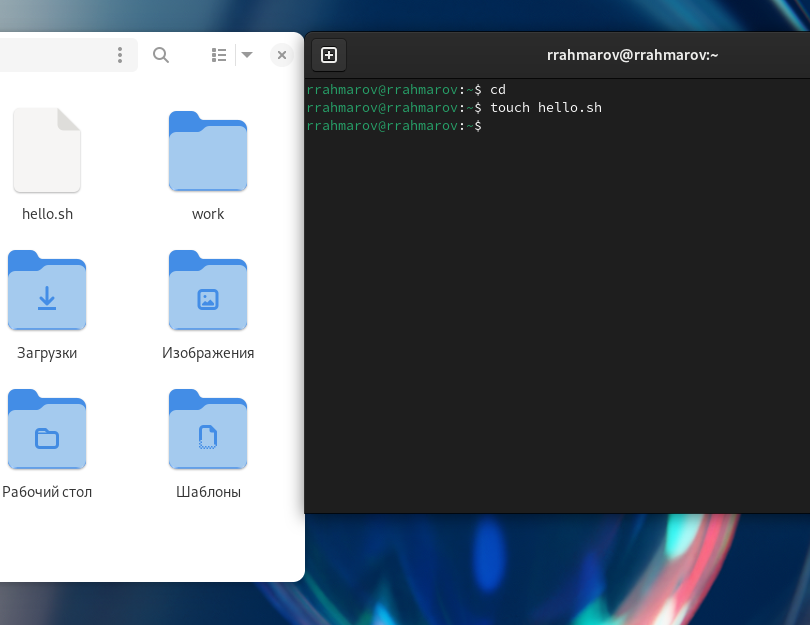 rrahmarov@rrahmarov:~
rrahmarov@rrahmarov:~$ cd
rrahmarov@rrahmarov:~$ touch hello.sh
rrahmarov@rrahmarov:~$
hello.sh
work
Загрузки
Изображения
Рабочий стол
Шаблоны